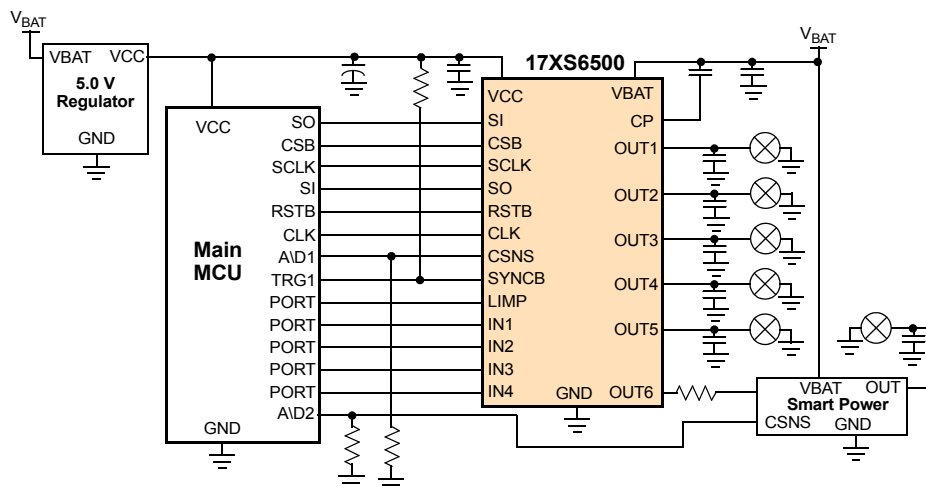 VBAT
VBAT VCC
5.0 V
Regulator
GND
VCC
Main
MCU
SO
CSB
SCLK
SI
RSTB
CLK
A\D1
TRG1
PORT
PORT
PORT
PORT
PORT
A\D2
GND
17XS6500
VCC
SI
CSB
SCLK
SO
RSTB
CLK
CSNS
SYNCB
LIMP
IN1
IN2
IN3
IN4
GND
VBAT
CP
OUT1
OUT2
OUT3
OUT4
OUT5
OUT6
VBAT
VBAT OUT
Smart Power
CSNS GND